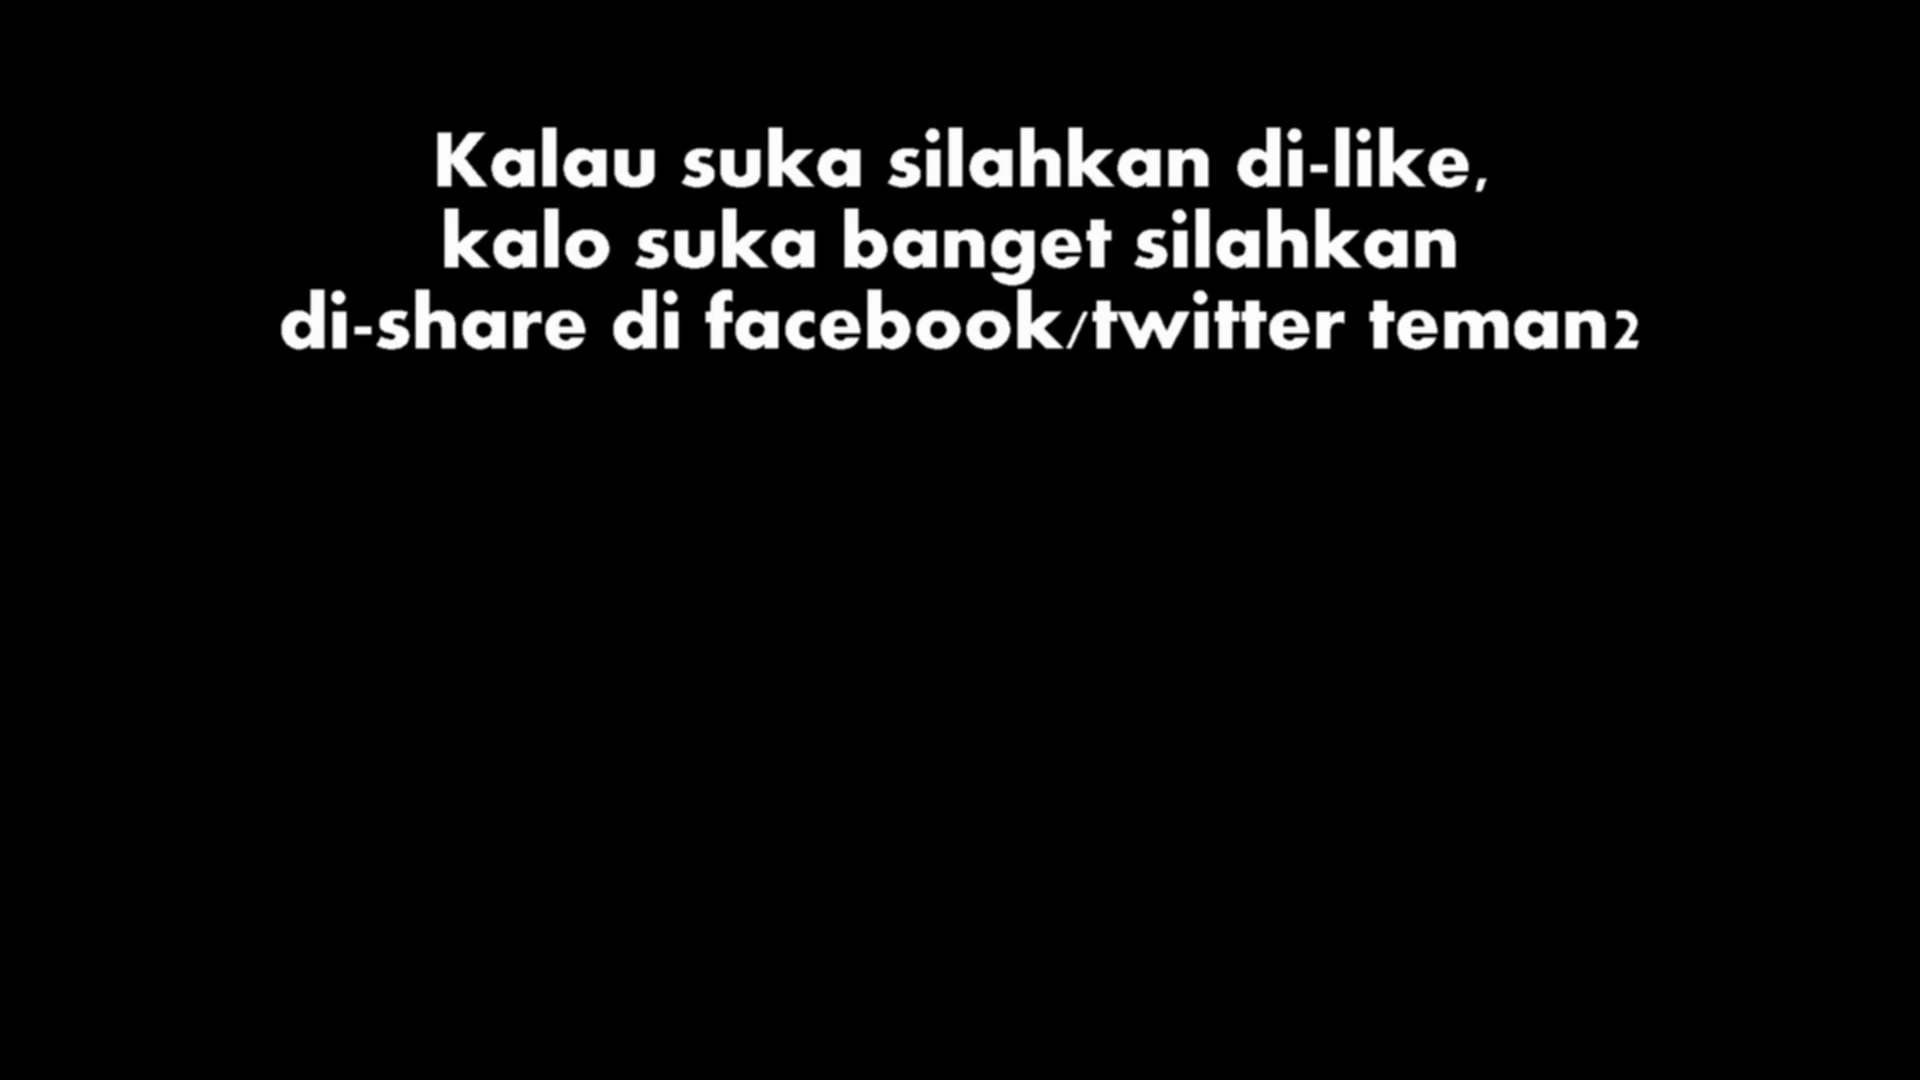 Kalau suka silahkan di-like,
kalo suka banget silahkan
di-share di facebook/twitter teman2